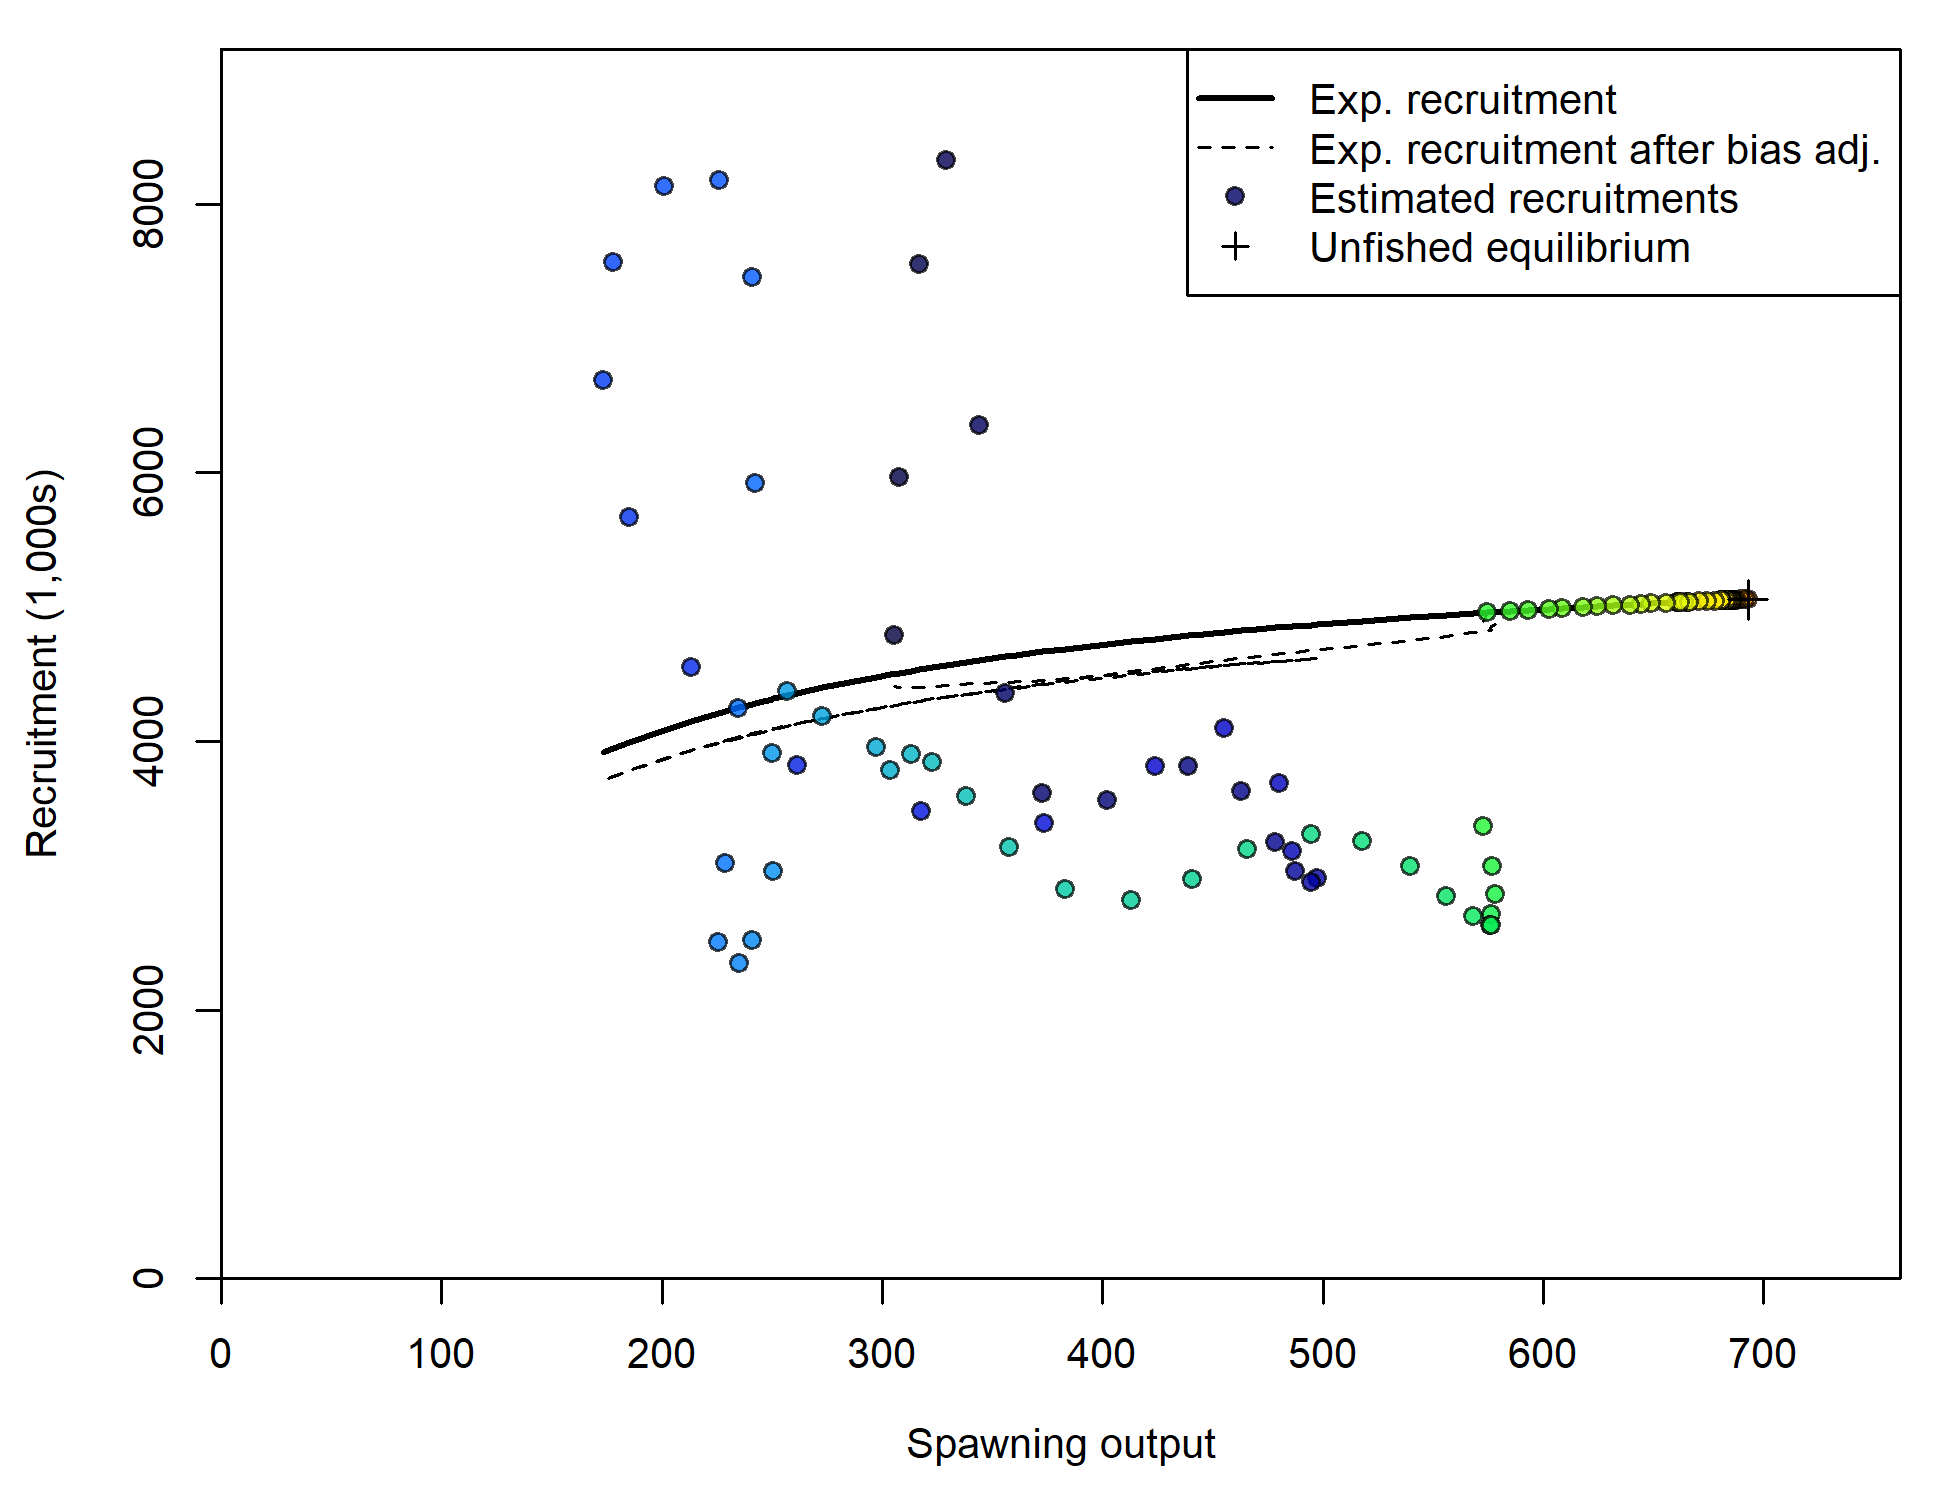 Exp. recruitment
Exp. recruitment after bias adj.
Estimated recruitments
Unfished equilibrium
Recruitment (1,000s)
8000
6000
4000
2000
0
0 100 200 300 400 500 600 700
Spawning output